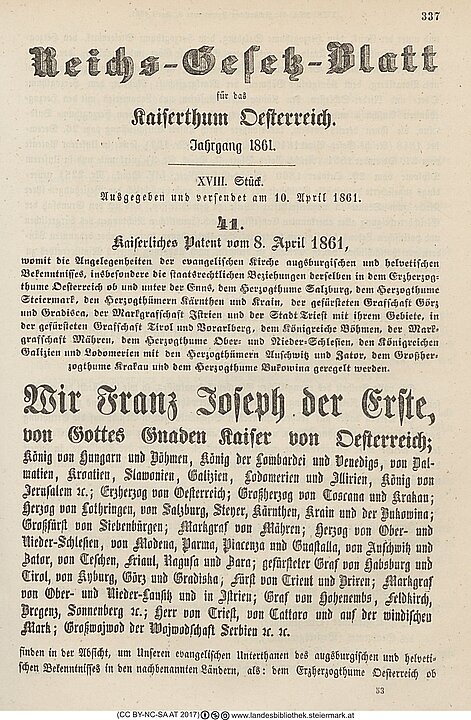 337
Reichs-Gesetz-Blatt
für das
Kaiserthum Oesterreich.
Jahrgang 1861.
XVIII. Stück.
Ausgegeben und versendet am 10. April 1861.
41.
Kaiserliches Patent vom 8. April 1861,
womit die Angelegenheiten der evangelischen Kirche augsburgischen und helvetischen
Bekenntnisses, insbesondere die staatsrechtlichen Beziehungen derselben in dem Erzherzog-
thume Oesterreich ob und unter der Enns, dem Herzogthume Salzburg, dem Herzogthume
Steiermark, den Herzogthümern Kärnthen und Krain, der gefürsteten Grafschaft Görz
und Gradisca, der Markgrafschaft Istrien und der Stadt Triest mit ihrem Gebiete, in
der gefürsteten Grafschaft Tirol und Vorarlberg, dem Königreiche Böhmen, der Mark-
grafschaft Mähren, dem Herzogthume Ober- und Nieder-Schlesien, den Königreichen
Galizien und Lodomerien mit den Herzogthümern Auschwitz und Zator, dem Großher-
zogthume Krakau und dem Herzogthume Bukowina geregelt werden.
Wir Franz Joseph der Erste,
von Gottes Gnaden Kaiser von Oesterreich;
König von Hungarn und Böhmen, König der Lombardei und Venedigs, von Dal-
matien, Kroatien, Slawonien, Galizien, Lodomerien und Illirien, König von
Jerusalem ꝛc.; Erzherzog von Oesterreich; Großherzog von Toscana und Krakau;
Herzog von Lothringen, von Salzburg, Steyer, Kärnthen, Krain und der Bukowina;
Großfürst von Siebenbürgen; Markgraf von Mähren; Herzog von Ober- und
Nieder-Schlesien, von Modena, Parma, Piacenza und Guastalla, von Auschwitz und
Zator, von Teschen, Friaul, Ragusa und Zara; gefürsteter Graf von Habsburg und
Tirol, von Kyburg, Görz und Gradiska; Fürst von Trient und Brixen; Markgraf
von Ober- und Nieder-Lausitz und in Istrien; Graf von Hohenembs, Feldkirch,
Bregenz, Sonnenberg ꝛc.; Herr von Triest, von Cattaro und auf der windischen
Mark; Großwojwod der Wojwodschaft Serbien ꝛc. ꝛc.
finden in der Absicht, um Unseren evangelischen Unterthanen des augsburgischen und helveti-
schen Bekenntnisses in den nachbenannten Ländern, als: dem Erzherzogthume Oesterreich ob
53
(CC BY-NC-SAAT 2017) www.landesbibliothek.steiermark.at